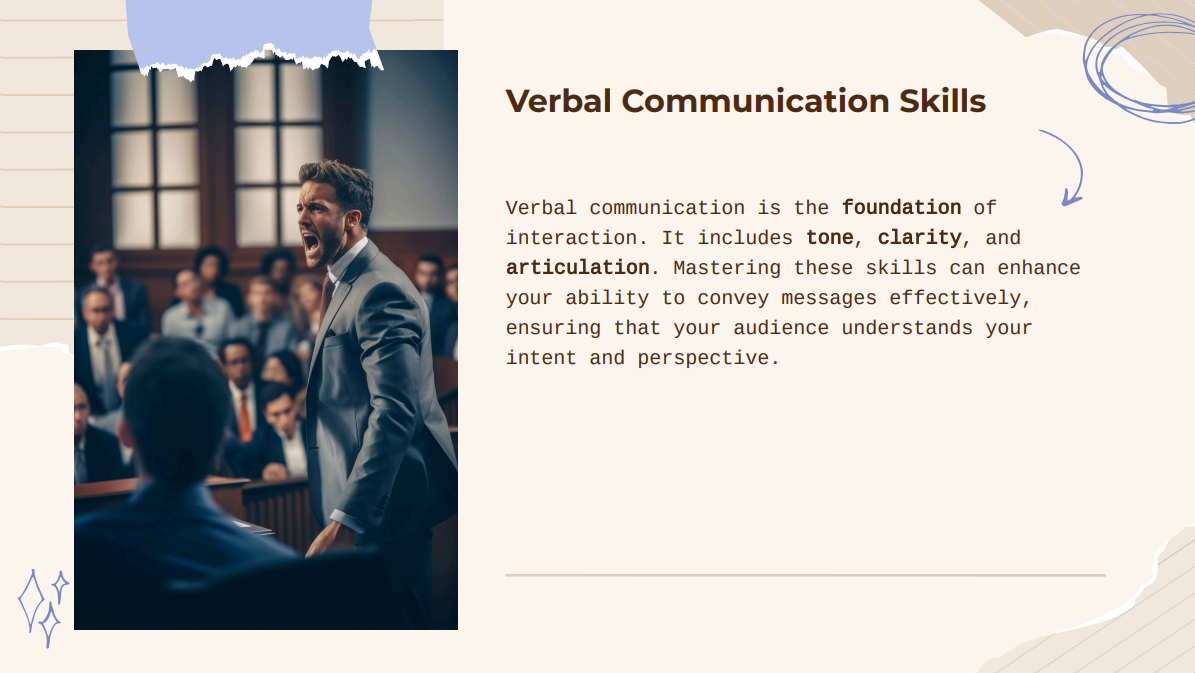 Verbal Communication Skills
Verbal communication is the foundation of
interaction. It includes tone, clarity, and
articulation. Mastering these skills can enhance
your ability to convey messages effectively,
ensuring that your audience understands your
intent and perspective.